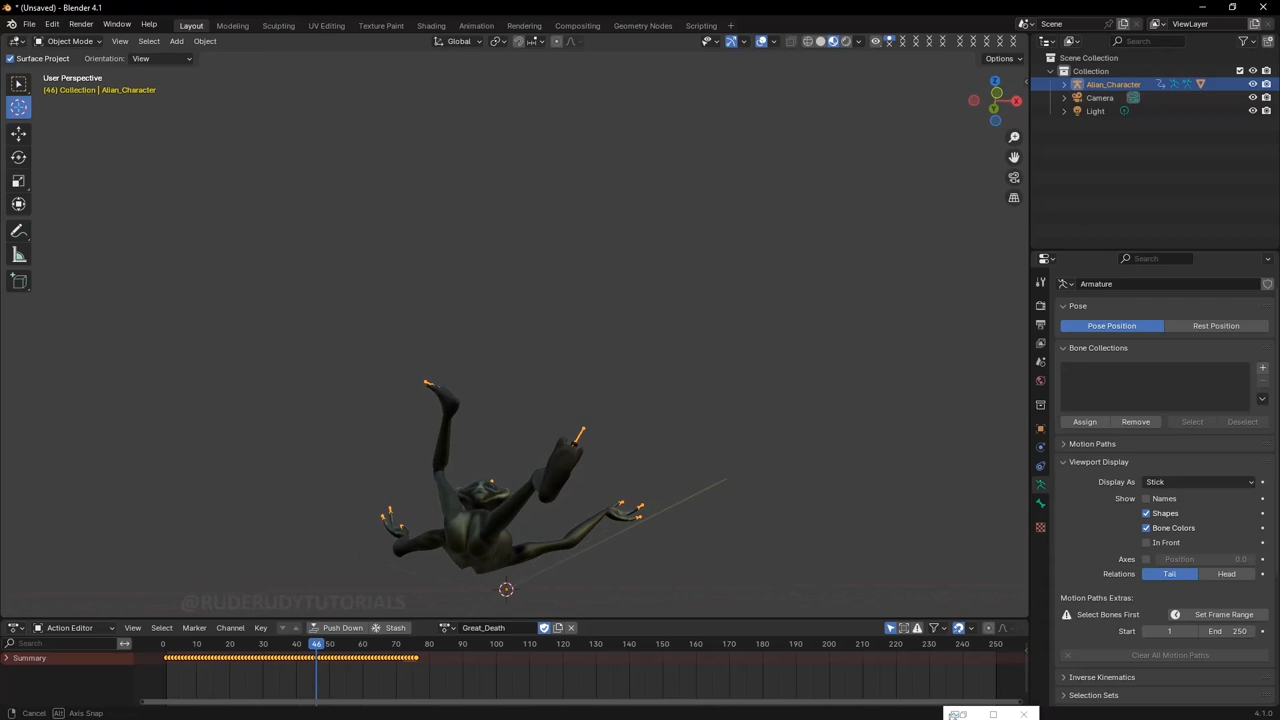 * (Unsaved) - Blender 4.1
File Edit Render Window Help Layout Modeling Sculpting UV Editing Texture Paint Shading Animation Rendering Compositing Geometry Nodes Scripting + Scene ViewLayer
Object Mode View Select Add Object Global Search
Surface Project Orientation: View Options
Scene Collection
Collection
Alian_Character
Camera
Light
User Perspective
(46) Collection | Alian_Character
Z
Y
X
Search
Armature
Pose
Pose Position Rest Position
Bone Collections
Assign Remove Select Deselect
Motion Paths
Viewport Display
Display As Stick
Show Names
Shapes
Bone Colors
In Front
Axes Position 0.0
Relations Tail Head
Motion Paths Extras:
Select Bones First Set Frame Range
Start 1 End 250
Clear All Motion Paths
Inverse Kinematics
Selection Sets
@RUDERUDYTUTORIALS
Action Editor View Select Marker Channel Key Push Down Stash Great_Death
Search 0 10 20 30 46 50 60 70 80 90 100 110 120 130 140 150 160 170 180 190 200 210 220 230 240 250
Summary
Cancel Alt Axis Snap 4.1.0